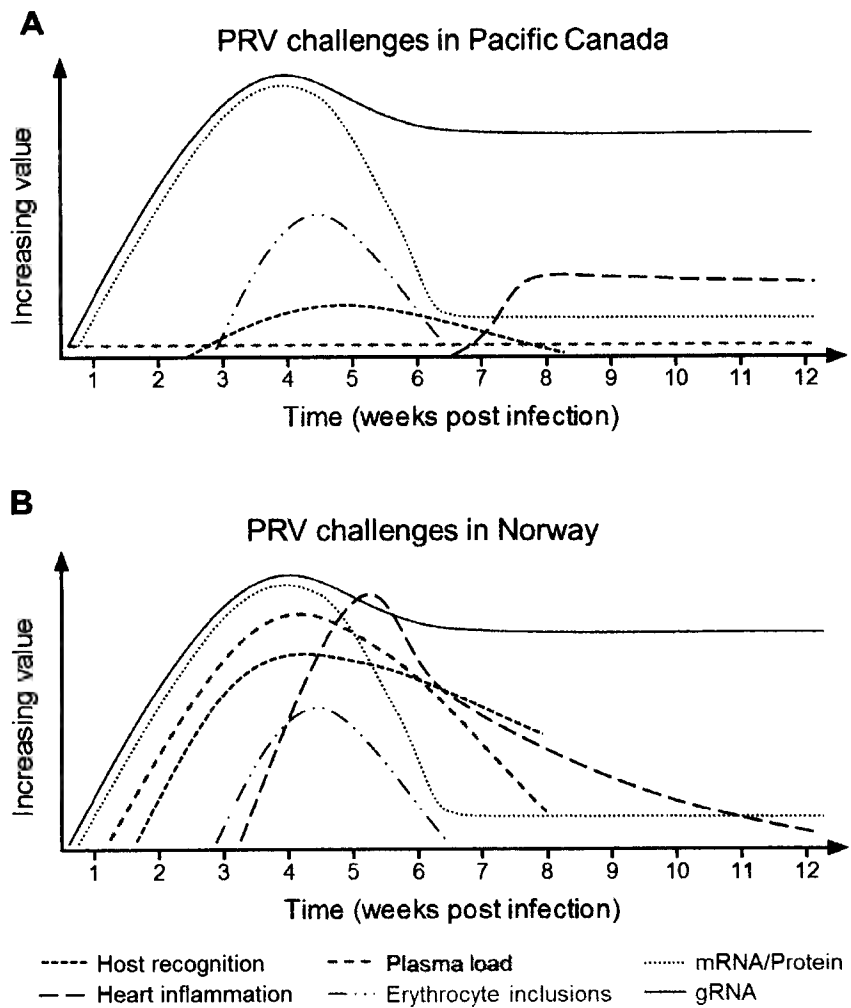 A
PRV challenges in Pacific Canada
Increasing value
1 2 3 4 5 6 7 8 9 10 11 12
Time (weeks post infection)
B
PRV challenges in Norway
Increasing value
1 2 3 4 5 6 7 8 9 10 11 12
Time (weeks post infection)
Host recognition Plasma load mRNA/Protein
Heart inflammation Erythrocyte inclusions gRNA